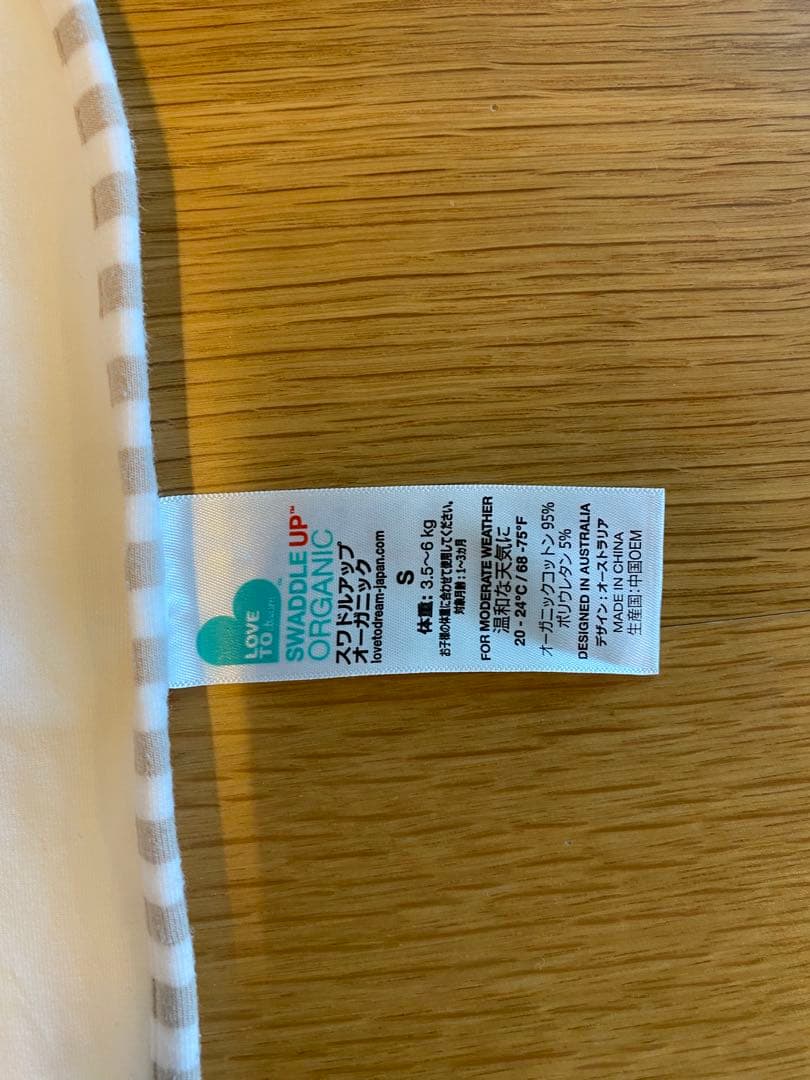 LOVE
TO
SWADDLE UP™
ORGANIC
スワドルアップ
オーガニック
lovetodream-japan.com
S
体重: 3.5～6 kg
お子様の体重に合わせて使用してください。
対象月齢：1～3カ月
FOR MODERATE WEATHER
温和な天気に
20 - 24°C / 68 -75°F
オーガニックコットン 95%
ポリウレタン 5%
DESIGNED IN AUSTRALIA
デザイン : オーストラリア
MADE IN CHINA
生産国: 中国OEM